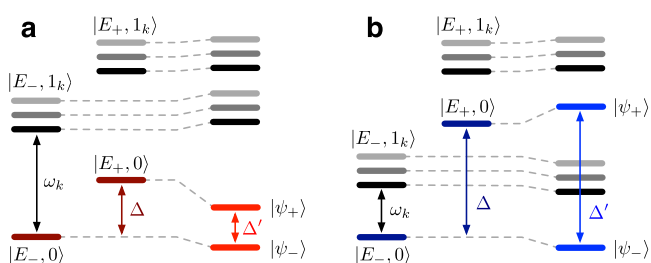 a
|E₊, 1ₖ⟩
|E₋, 1ₖ⟩
ωₖ
|E₊, 0⟩
Δ
|E₋, 0⟩
|ψ₊⟩
Δ′
|ψ₋⟩
b
|E₊, 1ₖ⟩
|E₊, 0⟩
|ψ₊⟩
|E₋, 1ₖ⟩
ωₖ
Δ
Δ′
|E₋, 0⟩
|ψ₋⟩